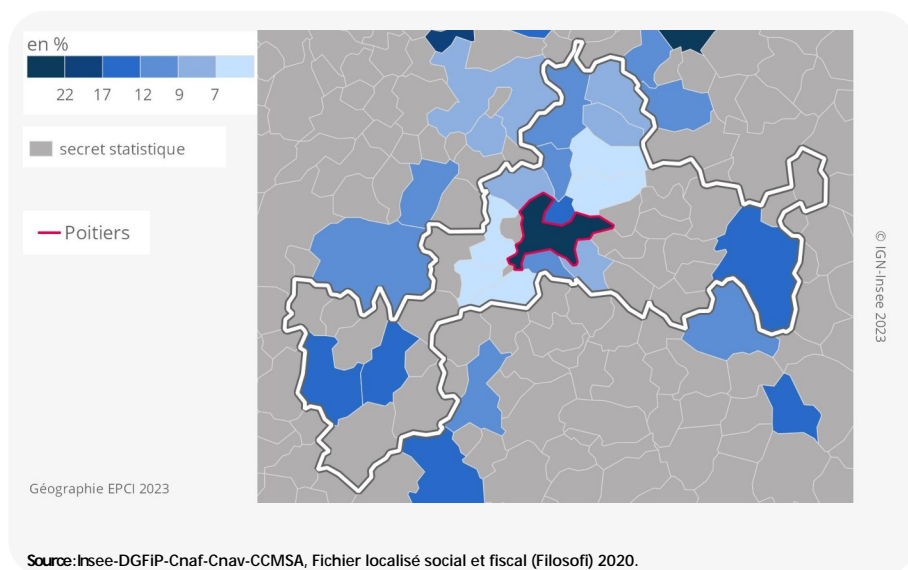 en %
22 17 12 9 7
secret statistique
Poitiers
© IGN-Insee 2023
Géographie EPCI 2023
Source: Insee-DGFiP-Cnaf-Cnav-CCMSA, Fichier localisé social et fiscal (Filosofi) 2020.